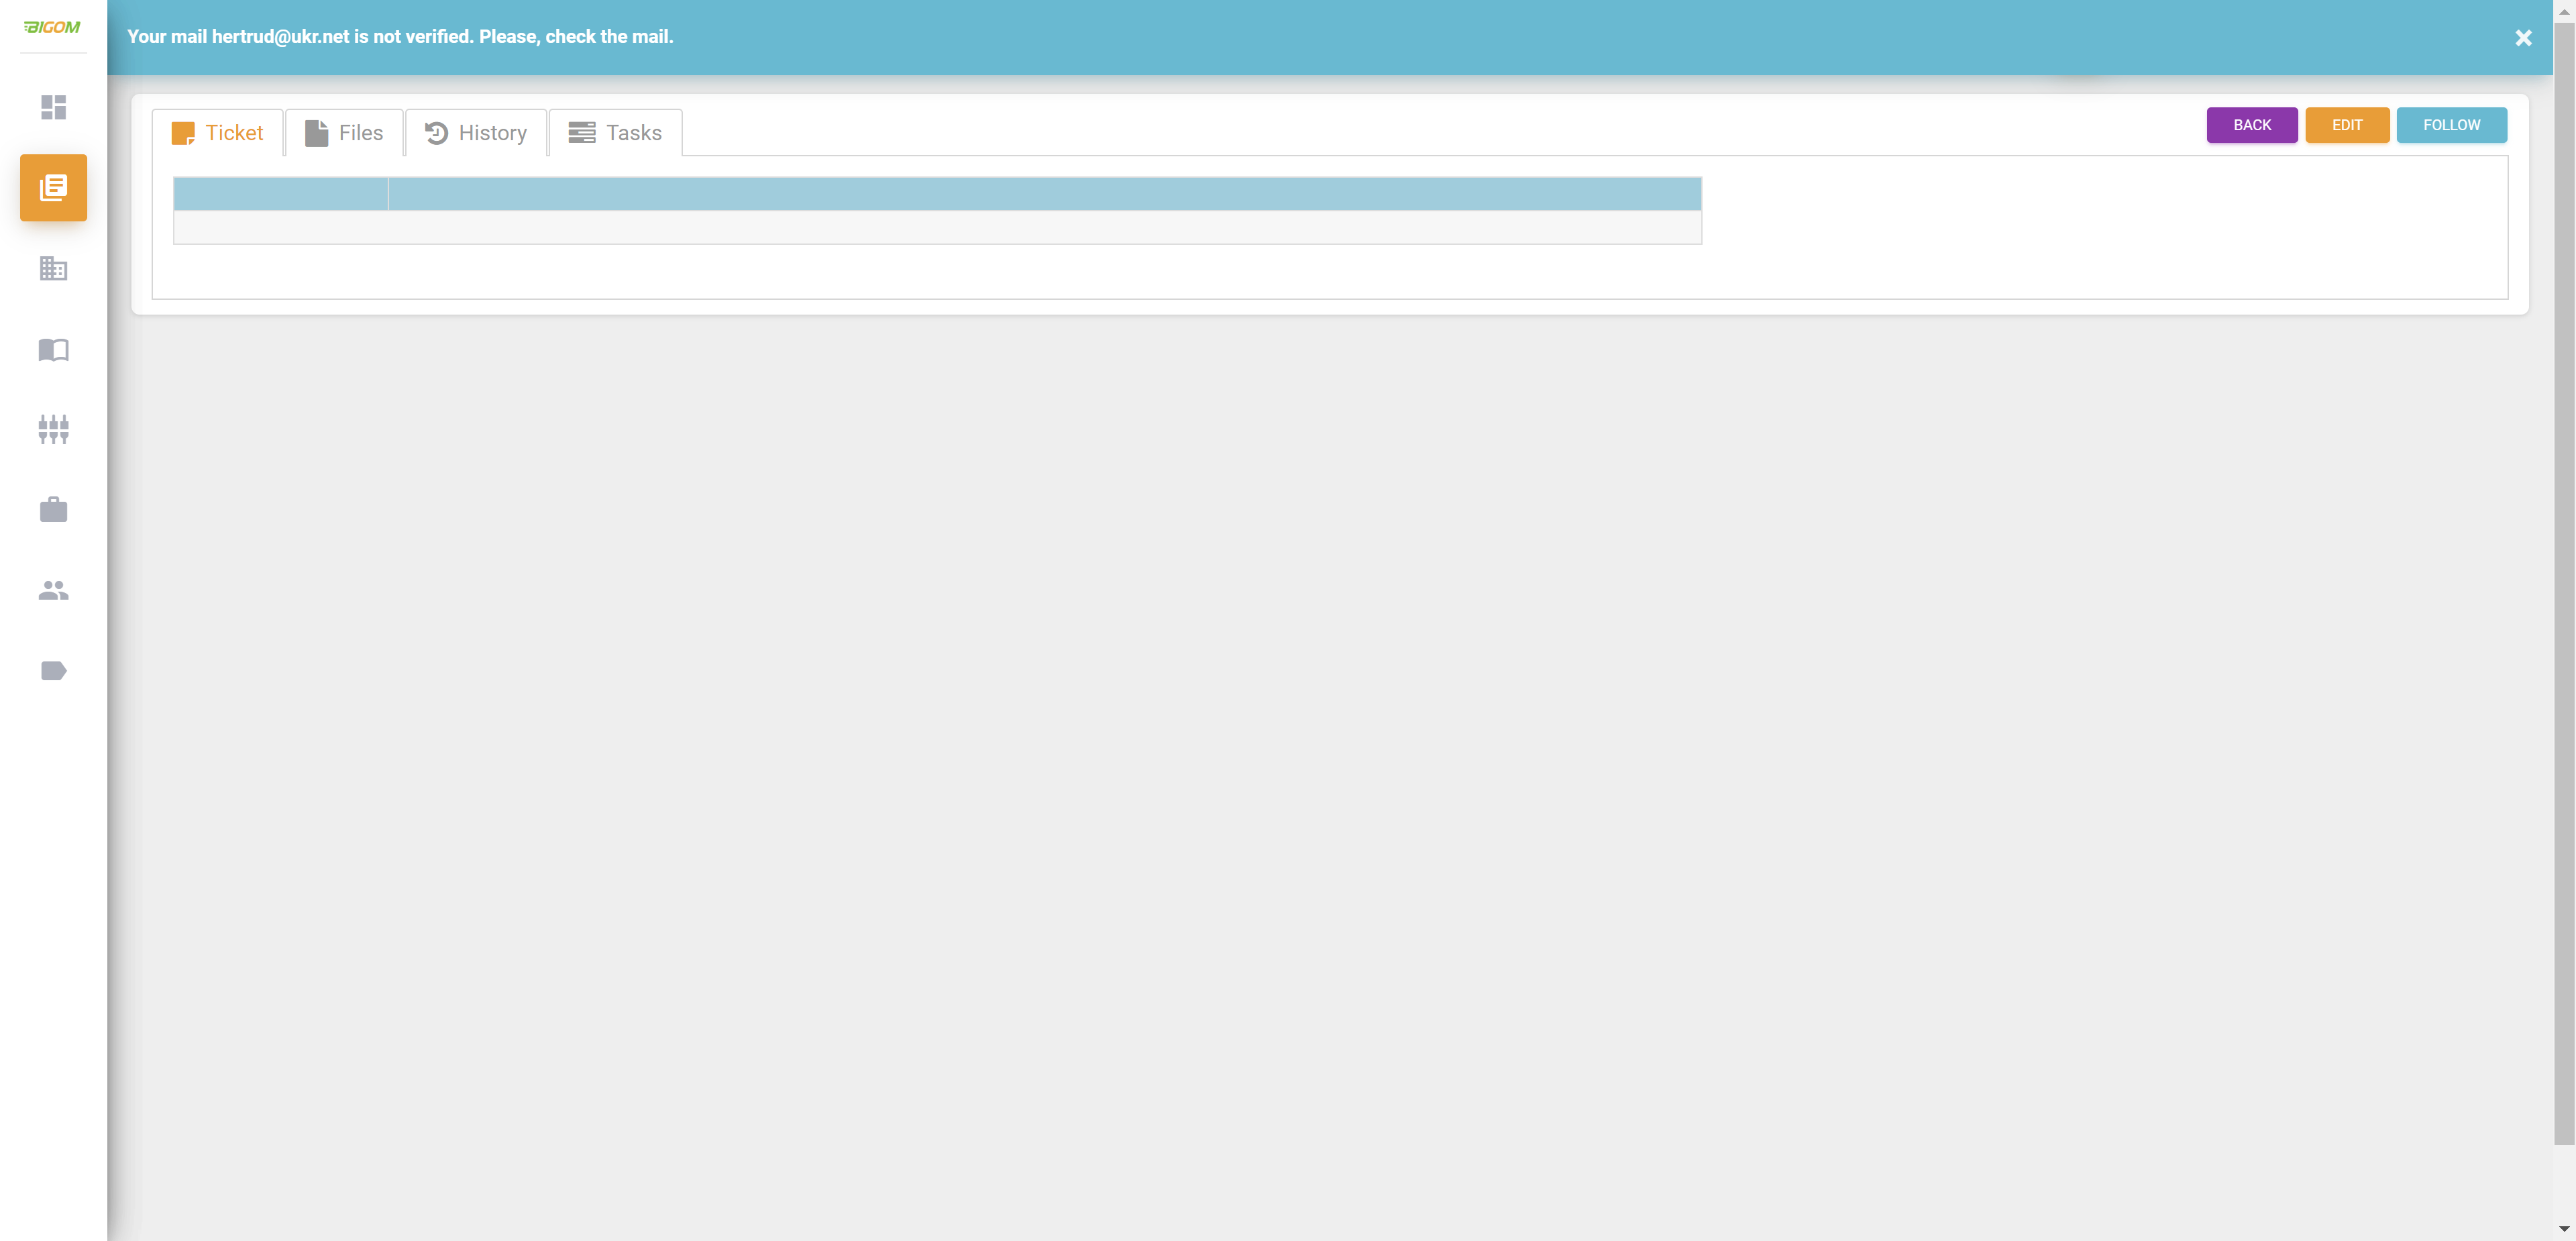 BIGOM
Your mail hertrud@ukr.net is not verified. Please, check the mail.
Ticket
Files
History
Tasks
BACK
EDIT
FOLLOW